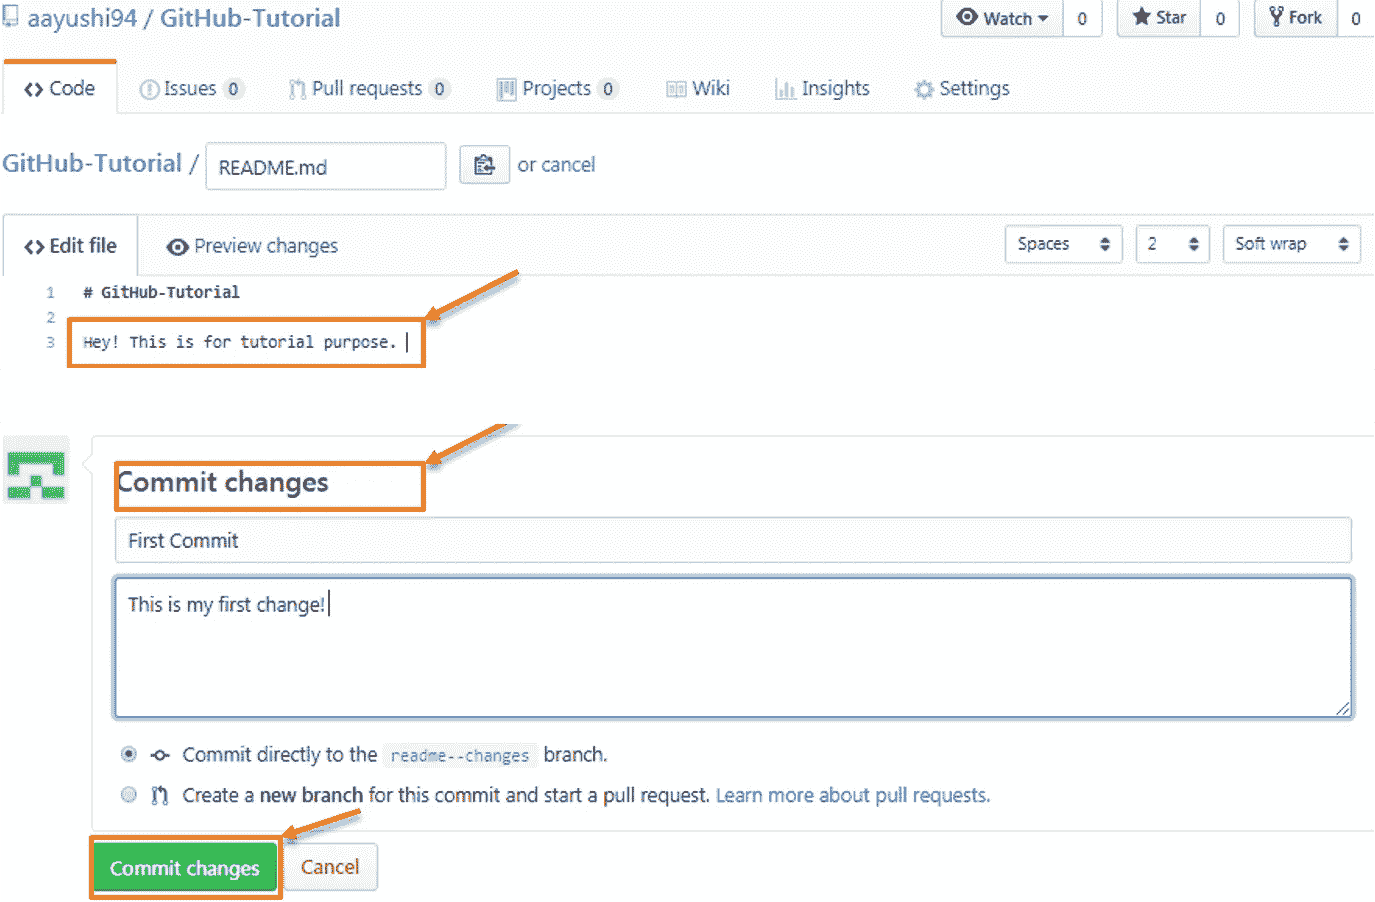 aayushi94 / GitHub-Tutorial
Watch 0 Star 0 Fork 0
Code Issues 0 Pull requests 0 Projects 0 Wiki Insights Settings
GitHub-Tutorial / README.md or cancel
Edit file Preview changes Spaces 2 Soft wrap
1 # GitHub-Tutorial
2
3 Hey! This is for tutorial purpose.
Commit changes
First Commit
This is my first change!
Commit directly to the readme--changes branch.
Create a new branch for this commit and start a pull request. Learn more about pull requests.
Commit changes Cancel